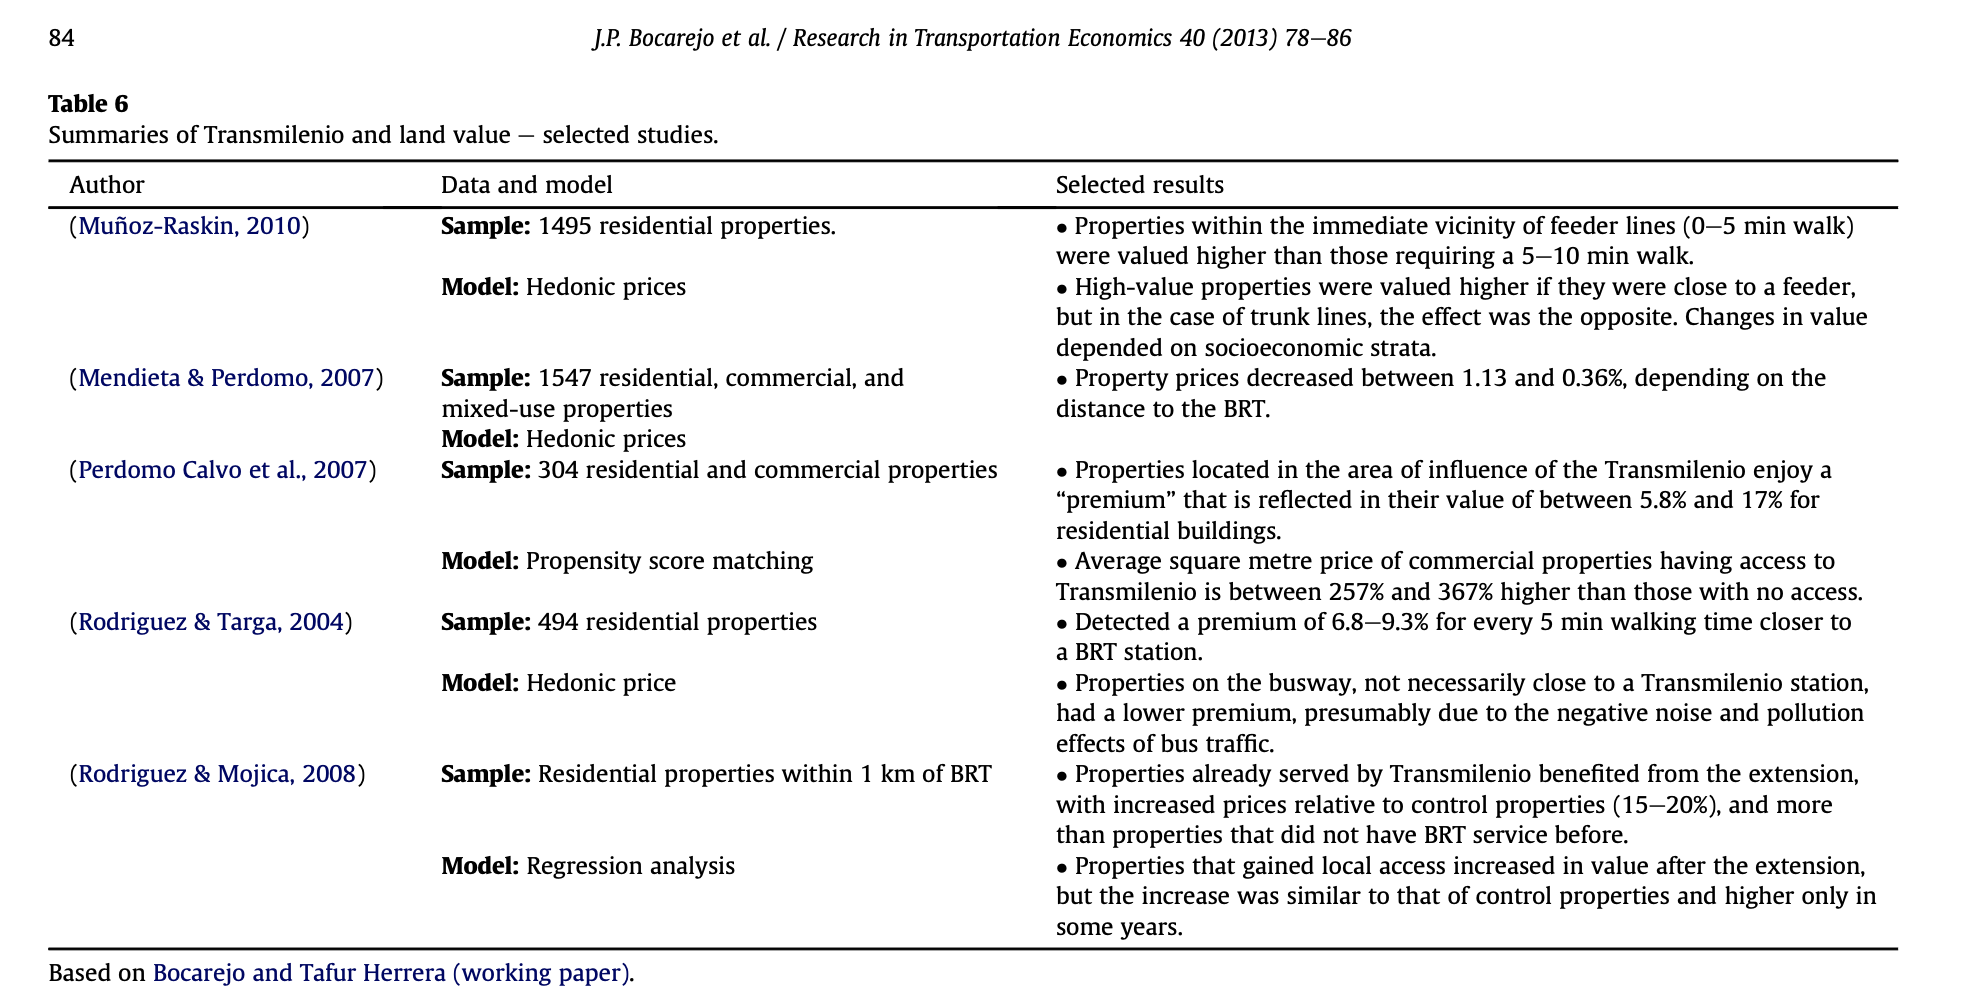 84
J.P. Bocarejo et al. / Research in Transportation Economics 40 (2013) 78–86
Table 6
Summaries of Transmilenio and land value – selected studies.
Author Data and model Selected results
(Muñoz-Raskin, 2010) Sample: 1495 residential properties. • Properties within the immediate vicinity of feeder lines (0–5 min walk)
were valued higher than those requiring a 5–10 min walk.
Model: Hedonic prices • High-value properties were valued higher if they were close to a feeder,
but in the case of trunk lines, the effect was the opposite. Changes in value
depended on socioeconomic strata.
(Mendieta & Perdomo, 2007) Sample: 1547 residential, commercial, and • Property prices decreased between 1.13 and 0.36%, depending on the
mixed-use properties distance to the BRT.
Model: Hedonic prices
(Perdomo Calvo et al., 2007) Sample: 304 residential and commercial properties • Properties located in the area of influence of the Transmilenio enjoy a
“premium” that is reflected in their value of between 5.8% and 17% for
residential buildings.
Model: Propensity score matching • Average square metre price of commercial properties having access to
Transmilenio is between 257% and 367% higher than those with no access.
(Rodriguez & Targa, 2004) Sample: 494 residential properties • Detected a premium of 6.8–9.3% for every 5 min walking time closer to
a BRT station.
Model: Hedonic price • Properties on the busway, not necessarily close to a Transmilenio station,
had a lower premium, presumably due to the negative noise and pollution
effects of bus traffic.
(Rodriguez & Mojica, 2008) Sample: Residential properties within 1 km of BRT • Properties already served by Transmilenio benefited from the extension,
with increased prices relative to control properties (15–20%), and more
than properties that did not have BRT service before.
Model: Regression analysis • Properties that gained local access increased in value after the extension,
but the increase was similar to that of control properties and higher only in
some years.
Based on Bocarejo and Tafur Herrera (working paper).